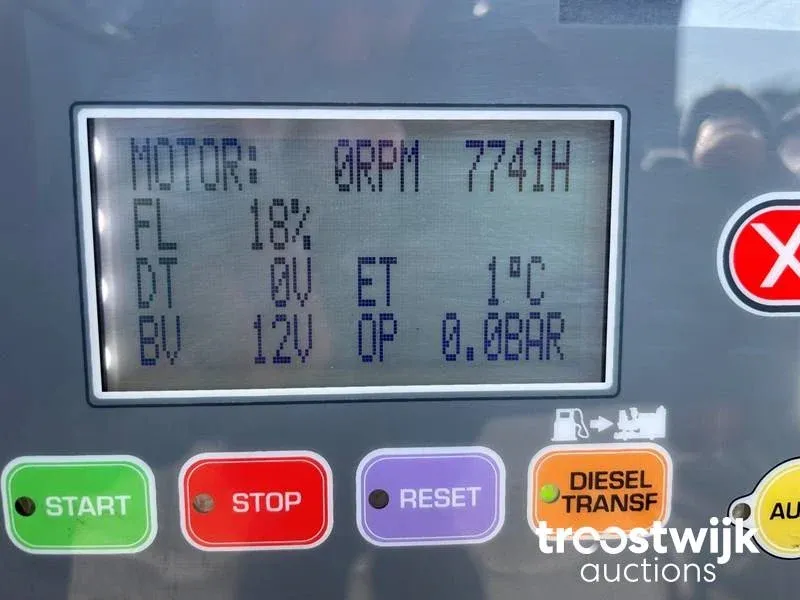 MOTOR: 0RPM 7741H
FL 18%
DT 0V ET 1°C
BV 12V OP 0.0BAR
START
STOP
RESET
DIESEL
TRANSF
AU
troostwijk
auctions